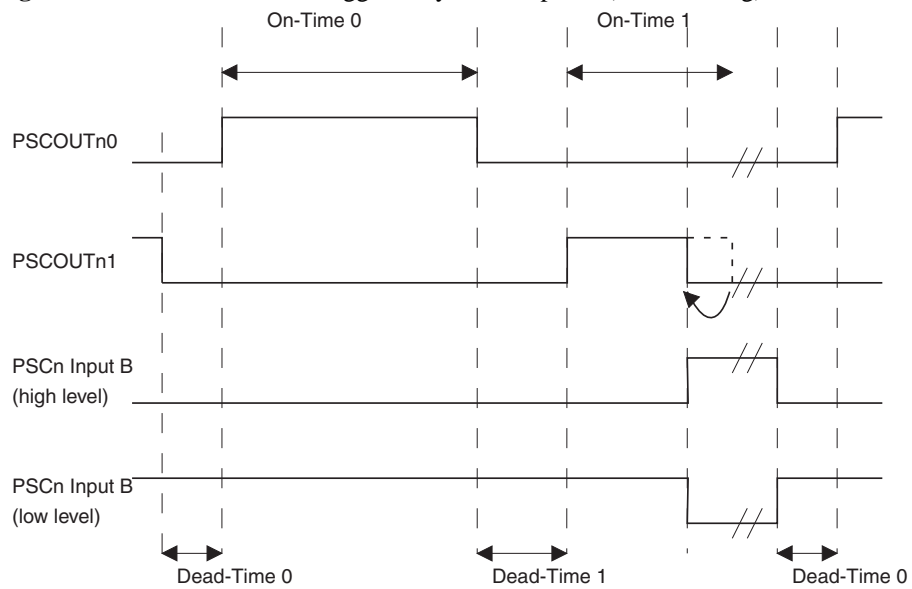 On-Time 0
On-Time 1
PSCOUTn0
PSCOUTn1
PSCn Input B
(high level)
PSCn Input B
(low level)
Dead-Time 0
Dead-Time 1
Dead-Time 0